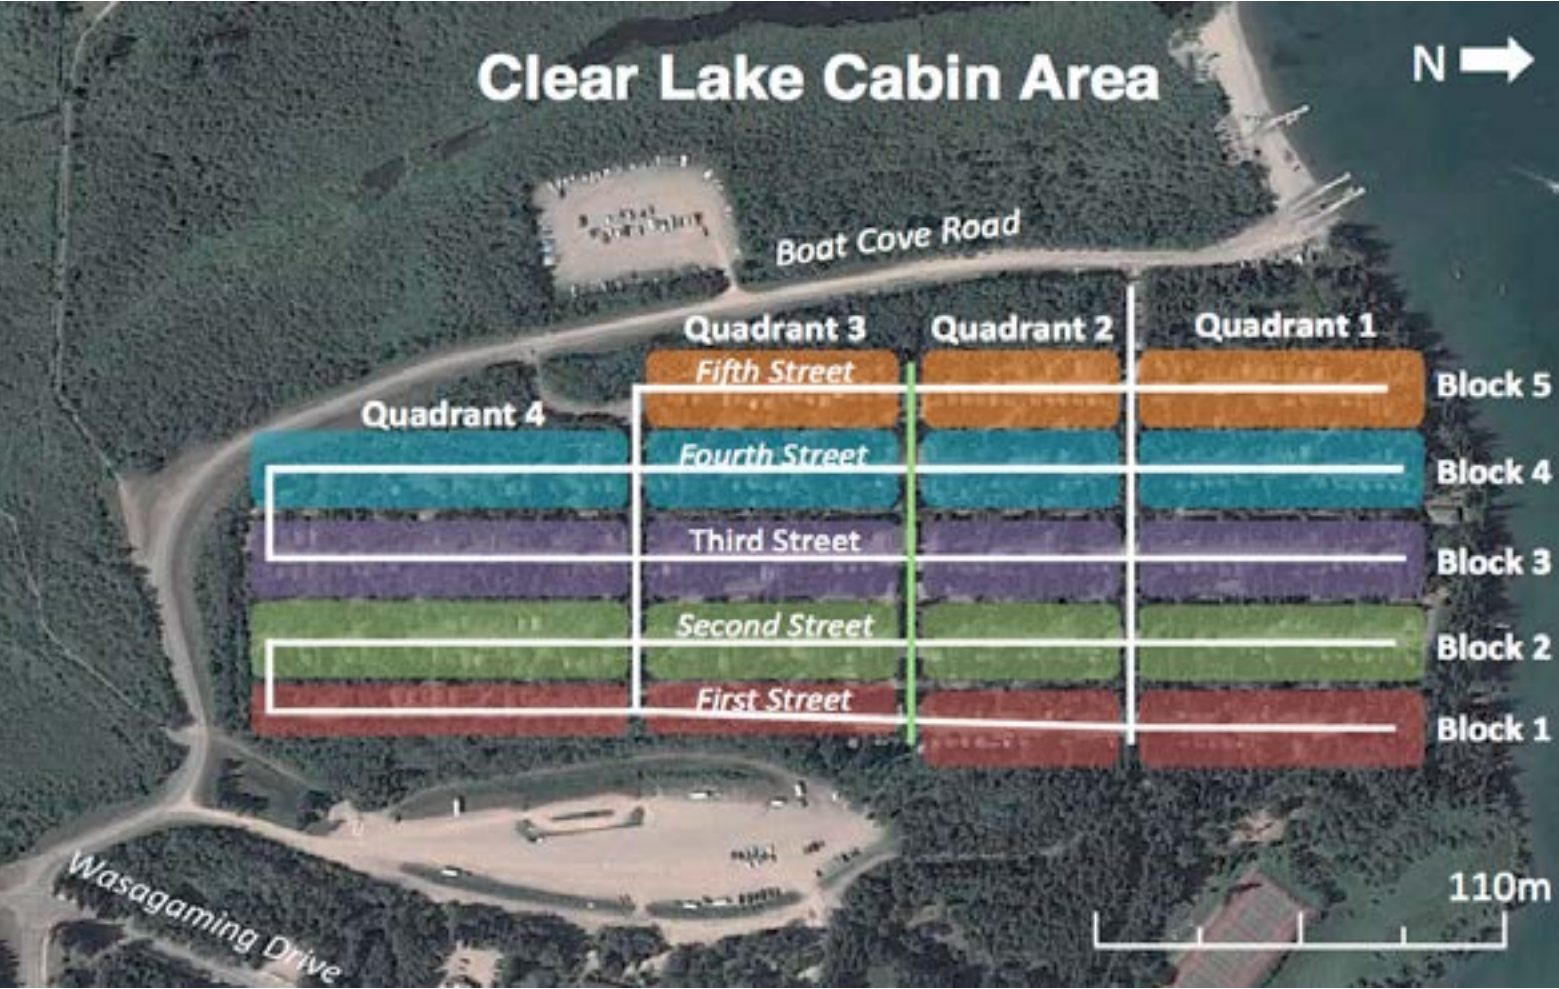 Clear Lake Cabin Area
N
Boat Cove Road
Quadrant 3
Quadrant 2
Quadrant 1
Fifth Street
Block 5
Quadrant 4
Fourth Street
Block 4
Third Street
Block 3
Second Street
Block 2
First Street
Block 1
Wasagaming Drive
110m